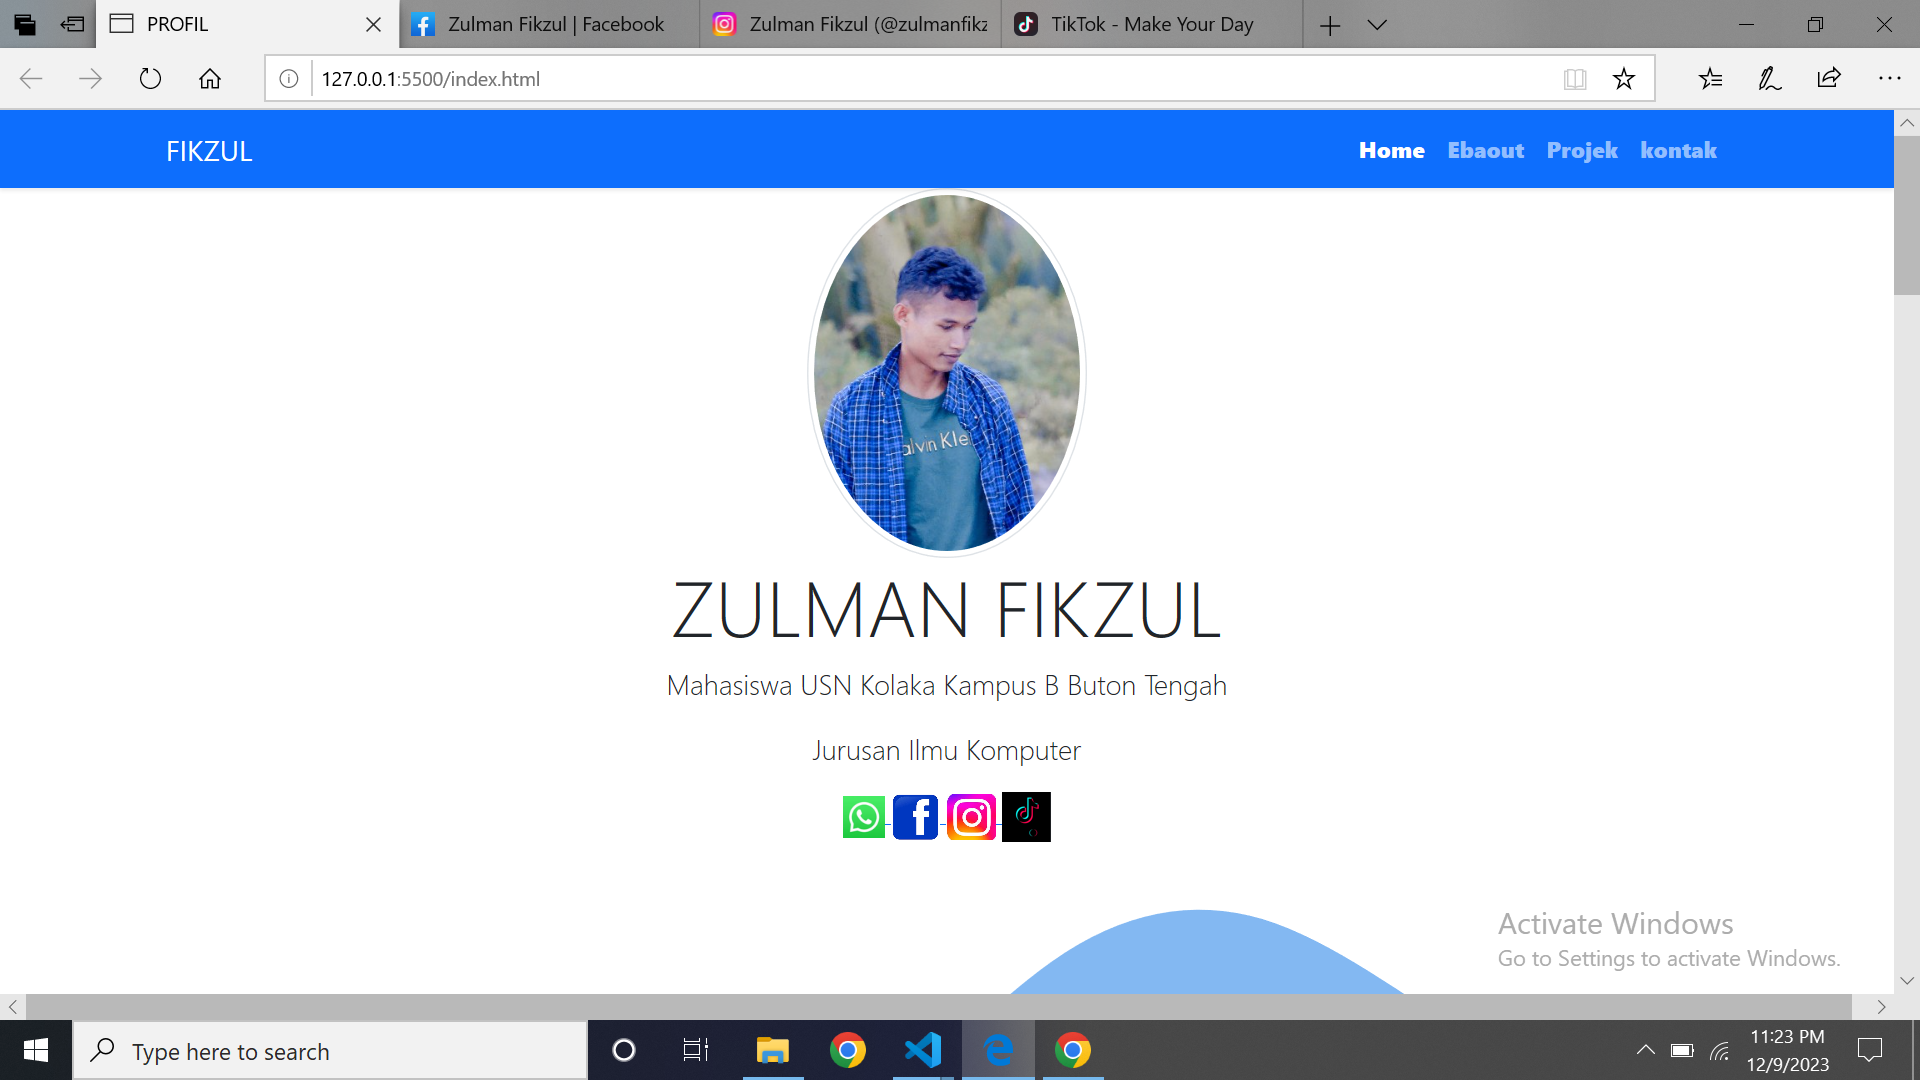 PROFIL
Zulman Fikzul | Facebook
Zulman Fikzul (@zulmanfikz
TikTok - Make Your Day
127.0.0.1:5500/index.html
FIKZUL
Home Ebaout Projek kontak
alvin Kle
ZULMAN FIKZUL
Mahasiswa USN Kolaka Kampus B Buton Tengah
Jurusan Ilmu Komputer
Activate Windows
Go to Settings to activate Windows.
Type here to search
11:23 PM
12/9/2023